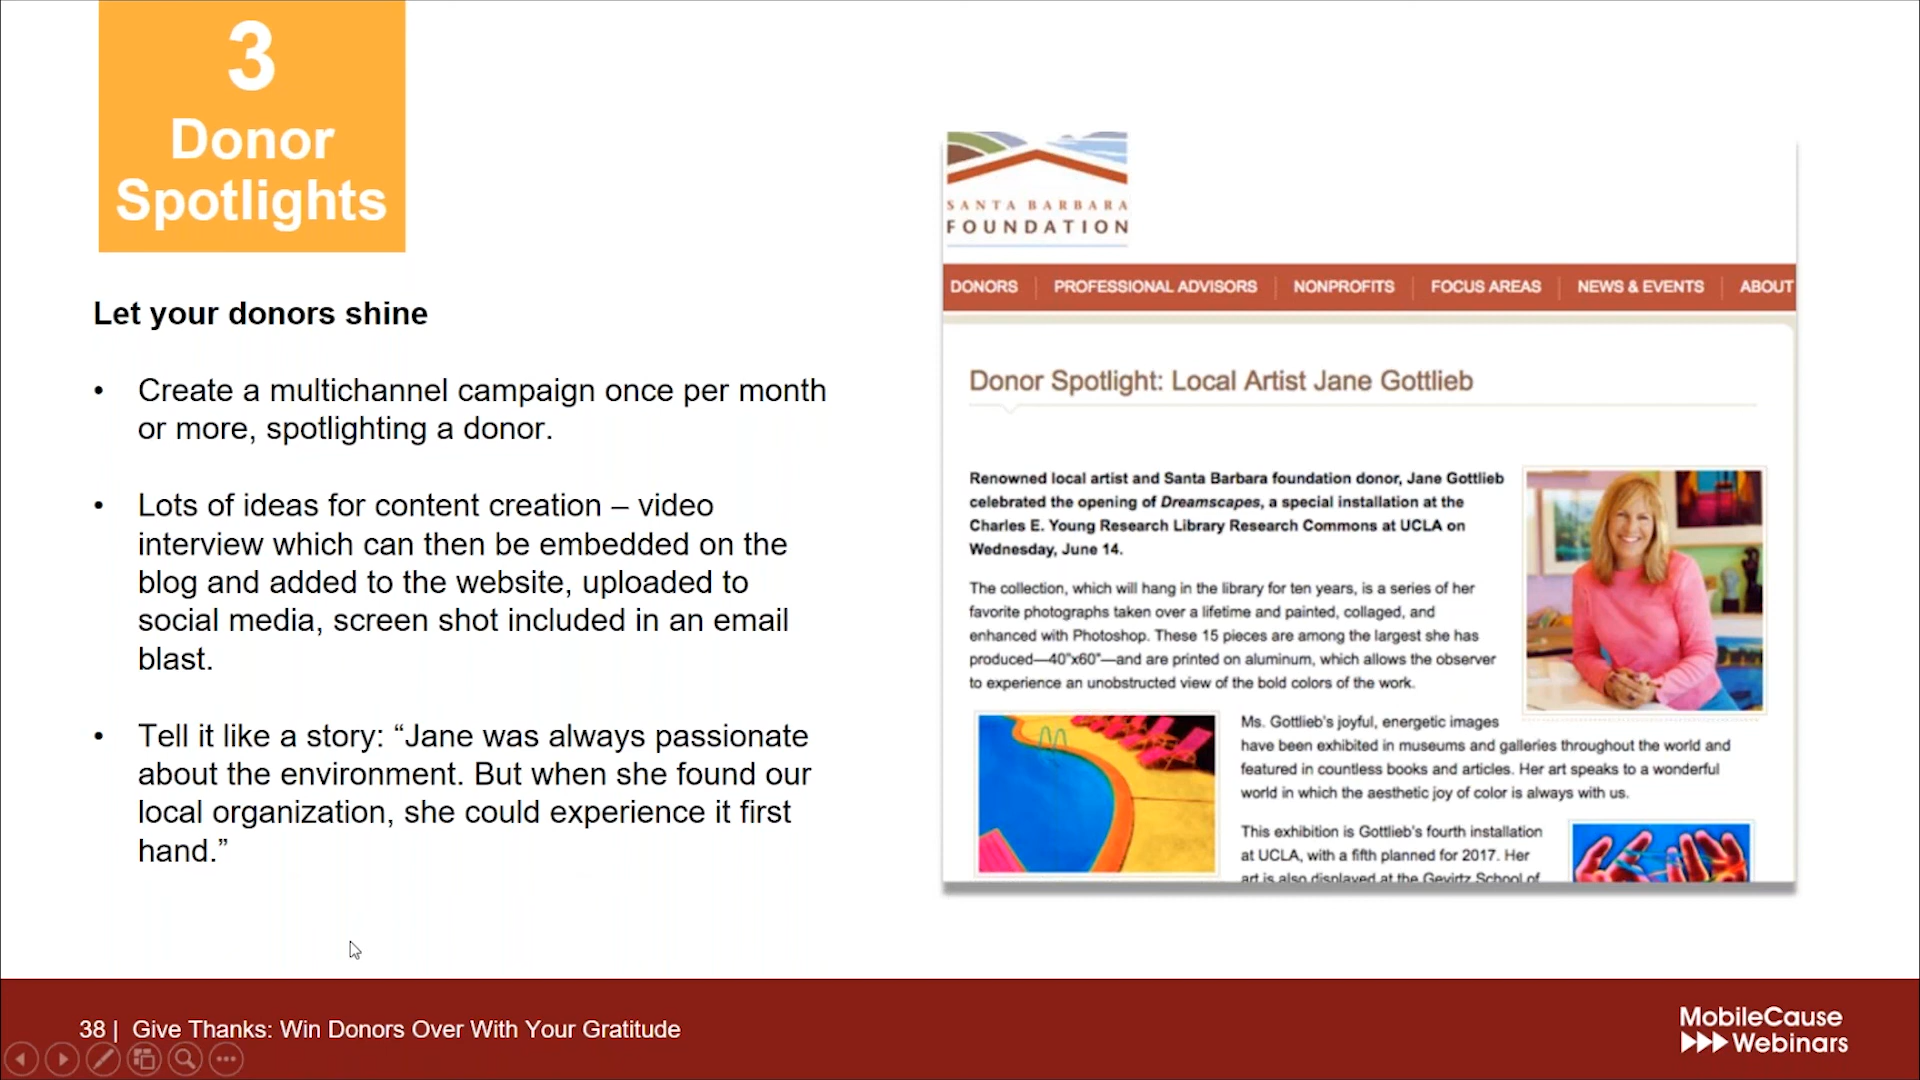 3
Donor
Spotlights
Let your donors shine
• Create a multichannel campaign once per month
or more, spotlighting a donor.
• Lots of ideas for content creation – video
interview which can then be embedded on the
blog and added to the website, uploaded to
social media, screen shot included in an email
blast.
• Tell it like a story: “Jane was always passionate
about the environment. But when she found our
local organization, she could experience it first
hand.”
SANTA BARBARA
FOUNDATION
DONORS PROFESSIONAL ADVISORS NONPROFITS FOCUS AREAS NEWS & EVENTS ABOUT
Donor Spotlight: Local Artist Jane Gottlieb
Renowned local artist and Santa Barbara foundation donor, Jane Gottlieb
celebrated the opening of Dreamscapes, a special installation at the
Charles E. Young Research Library Research Commons at UCLA on
Wednesday, June 14.
The collection, which will hang in the library for ten years, is a series of her
favorite photographs taken over a lifetime and painted, collaged, and
enhanced with Photoshop. These 15 pieces are among the largest she has
produced—40"x60"—and are printed on aluminum, which allows the observer
to experience an unobstructed view of the bold colors of the work.
Ms. Gottlieb's joyful, energetic images
have been exhibited in museums and galleries throughout the world and
featured in countless books and articles. Her art speaks to a wonderful
world in which the aesthetic joy of color is always with us.
This exhibition is Gottlieb's fourth installation
at UCLA, with a fifth planned for 2017. Her
art is also displayed at the Gevirtz School of
38 | Give Thanks: Win Donors Over With Your Gratitude
MobileCause
Webinars